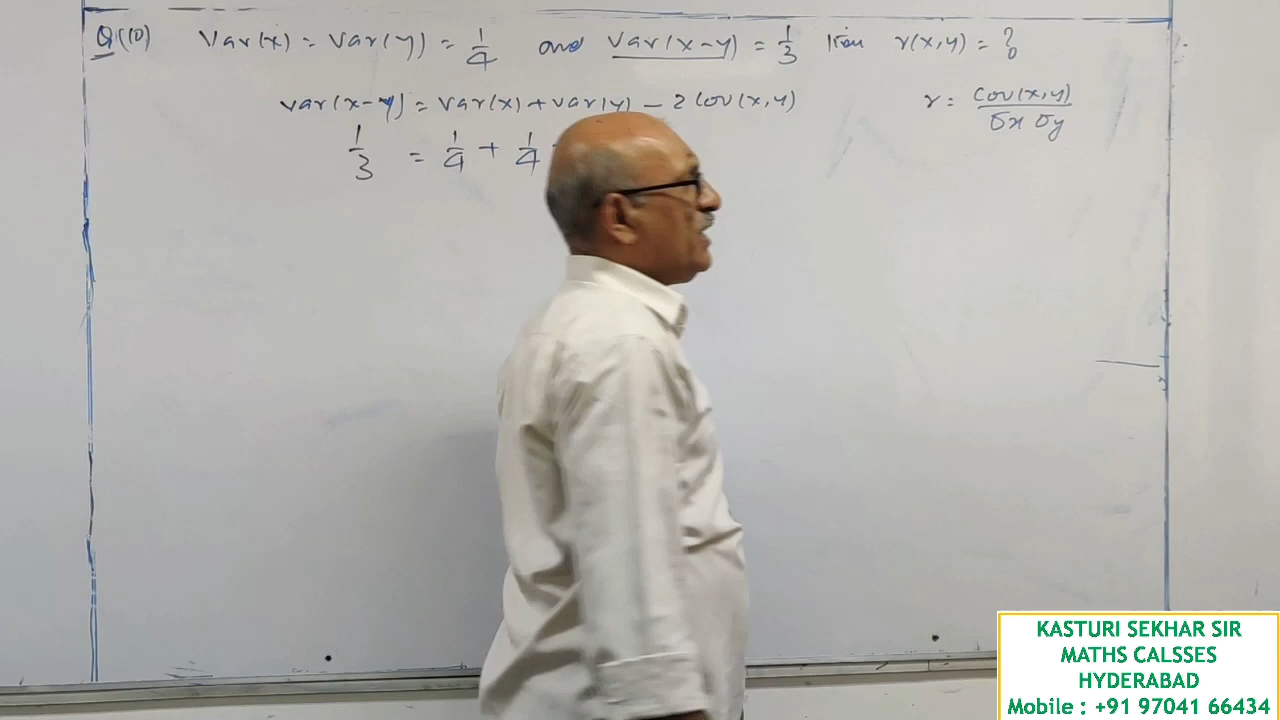 Q(10) Var(x) = Var(y) = 1/4 and Var(x-y) = 1/3 then r(x,y) = ?
Var(x-y) = Var(x) + Var(y) - 2 Cov(x,y)
r = Cov(x,y) / σx σy
1/3 = 1/4 + 1/4
KASTURI SEKHAR SIR
MATHS CALSSES
HYDERABAD
Mobile : +91 97041 66434